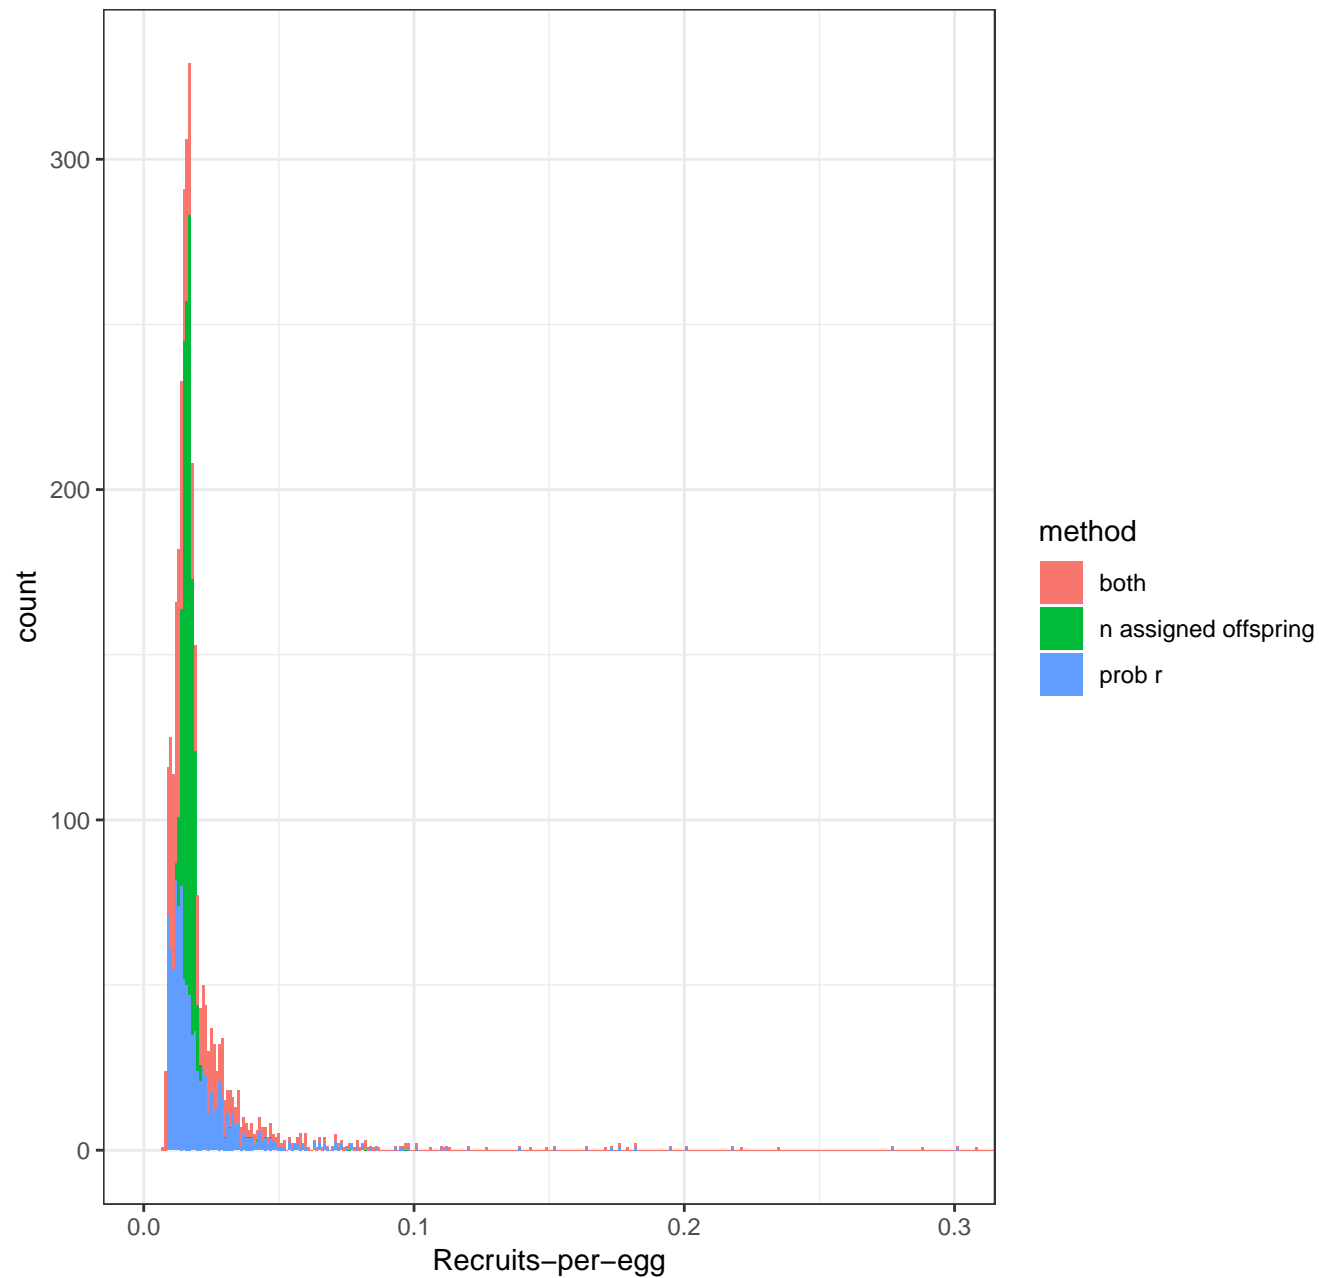 300
200
100
0
count
0.0
0.1
0.2
0.3
Recruits−per−egg
method
both
n assigned offspring
prob r